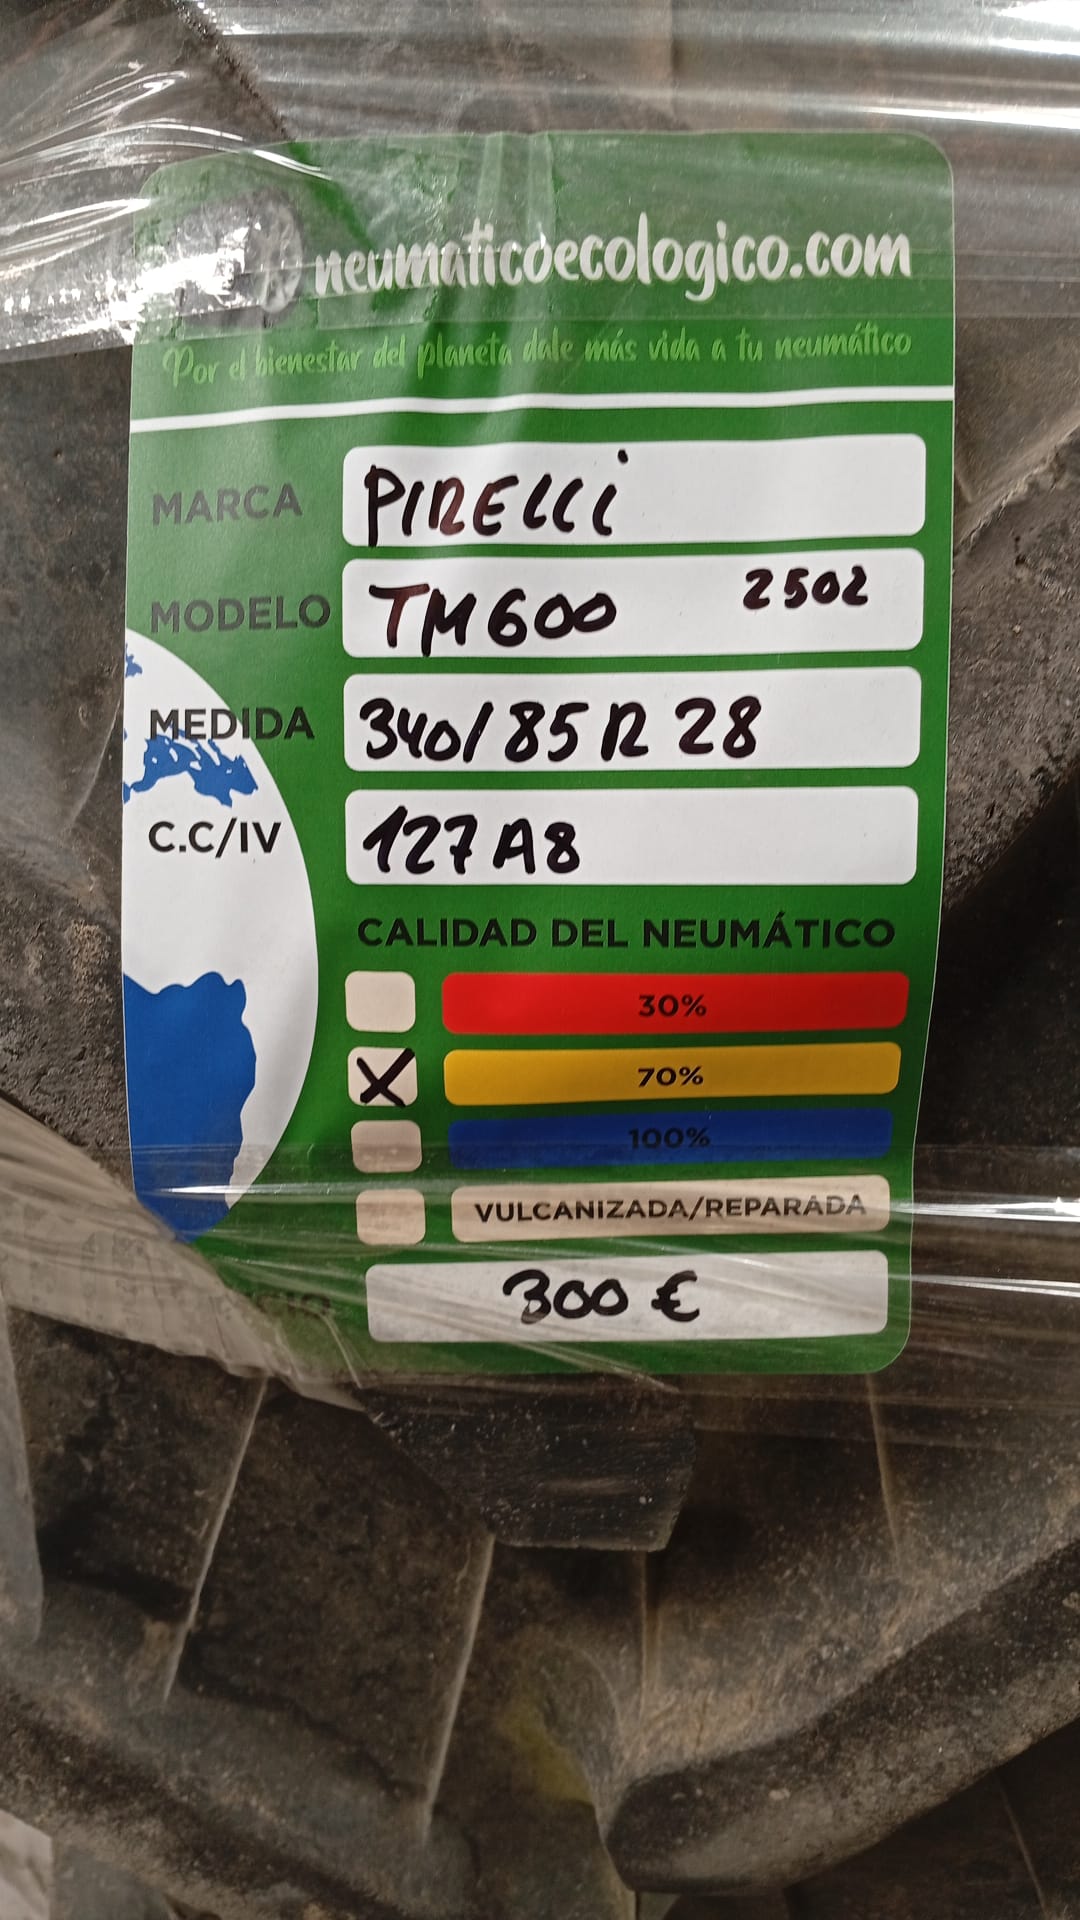 neumaticoecologico.com
Por el bienestar del planeta dale más vida a tu neumático
MARCA PIRELLi
MODELO TM600 2502
MEDIDA 340/85 R 28
C.C/IV 127 A8
CALIDAD DEL NEUMÁTICO
30%
X 70%
100%
VULCANIZADA/REPARADA
300 €